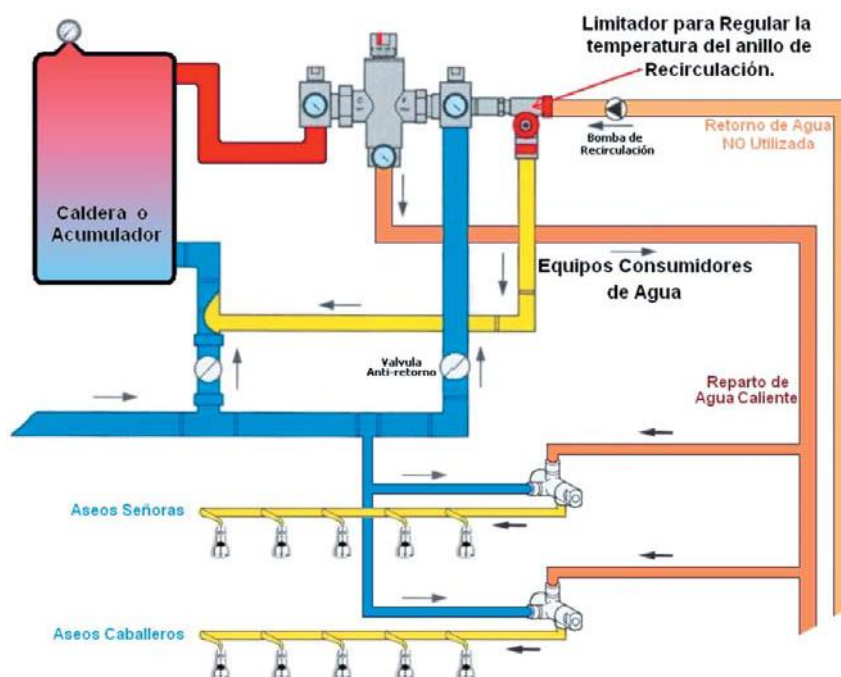 Limitador para Regular la
temperatura del anillo de
Recirculación.
Bomba de
Recirculación
Retorno de Agua
NO Utilizada
Caldera o
Acumulador
Equipos Consumidores
de Agua
Valvula
Anti-retorno
Reparto de
Agua Caliente
Aseos Señoras
Aseos Caballeros